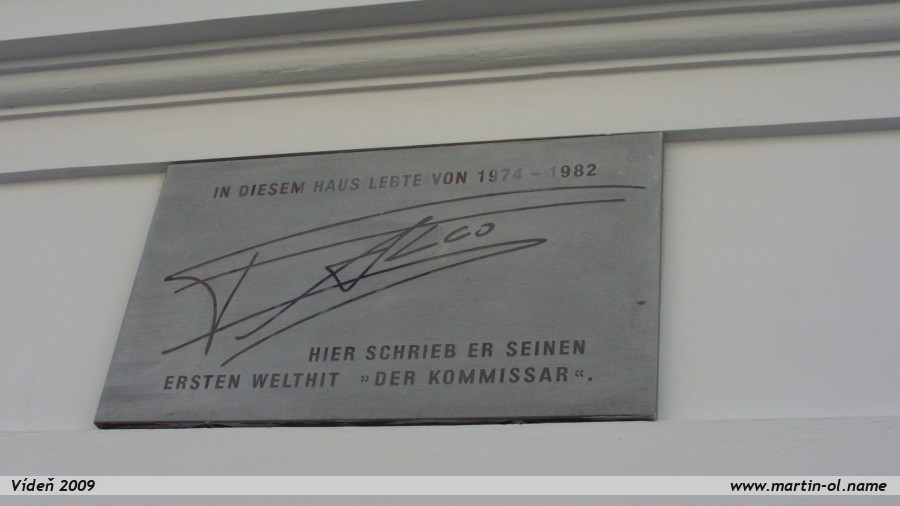 IN DIESEM HAUS LEBTE VON 1974 – 1982
FALCO
HIER SCHRIEB ER SEINEN
ERSTEN WELTHIT »DER KOMMISSAR«.
Vídeň 2009
www.martin-ol.name